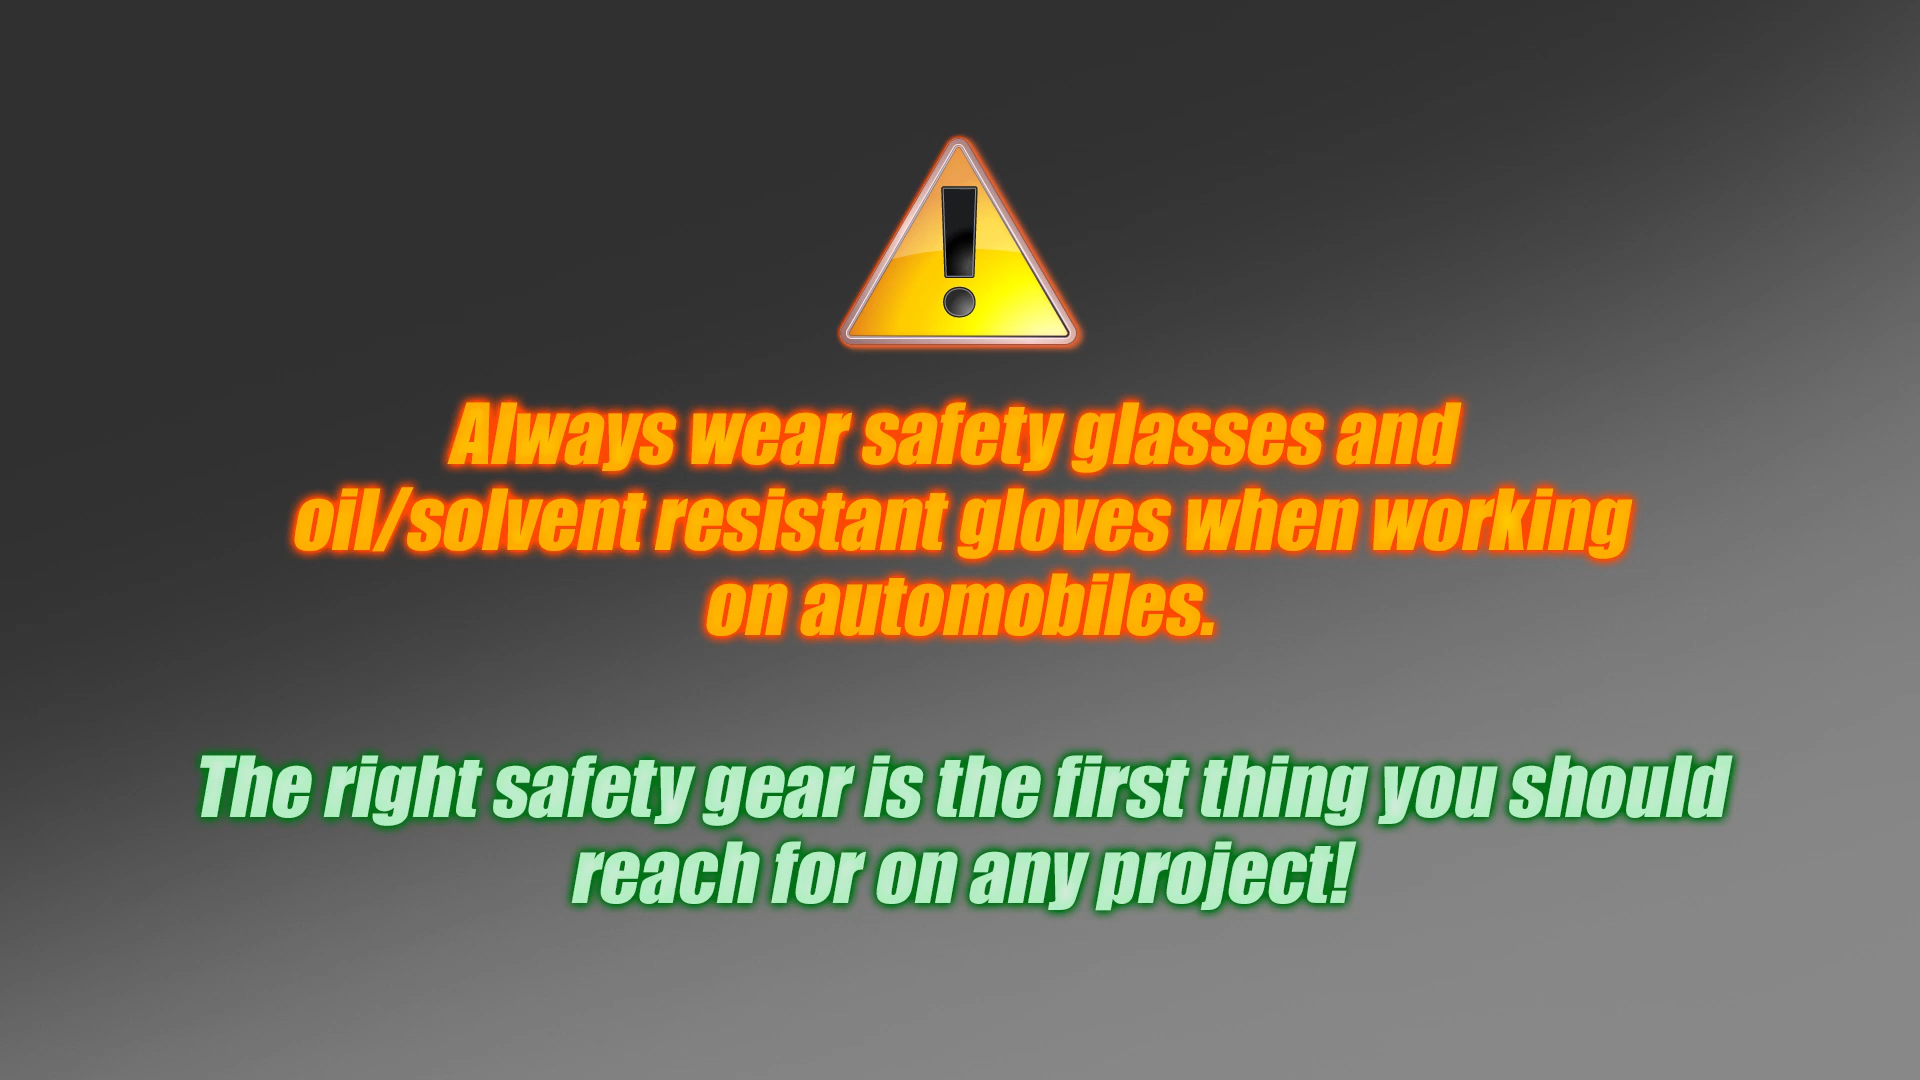 Always wear safety glasses and
oil/solvent resistant gloves when working
on automobiles.
The right safety gear is the first thing you should
reach for on any project!